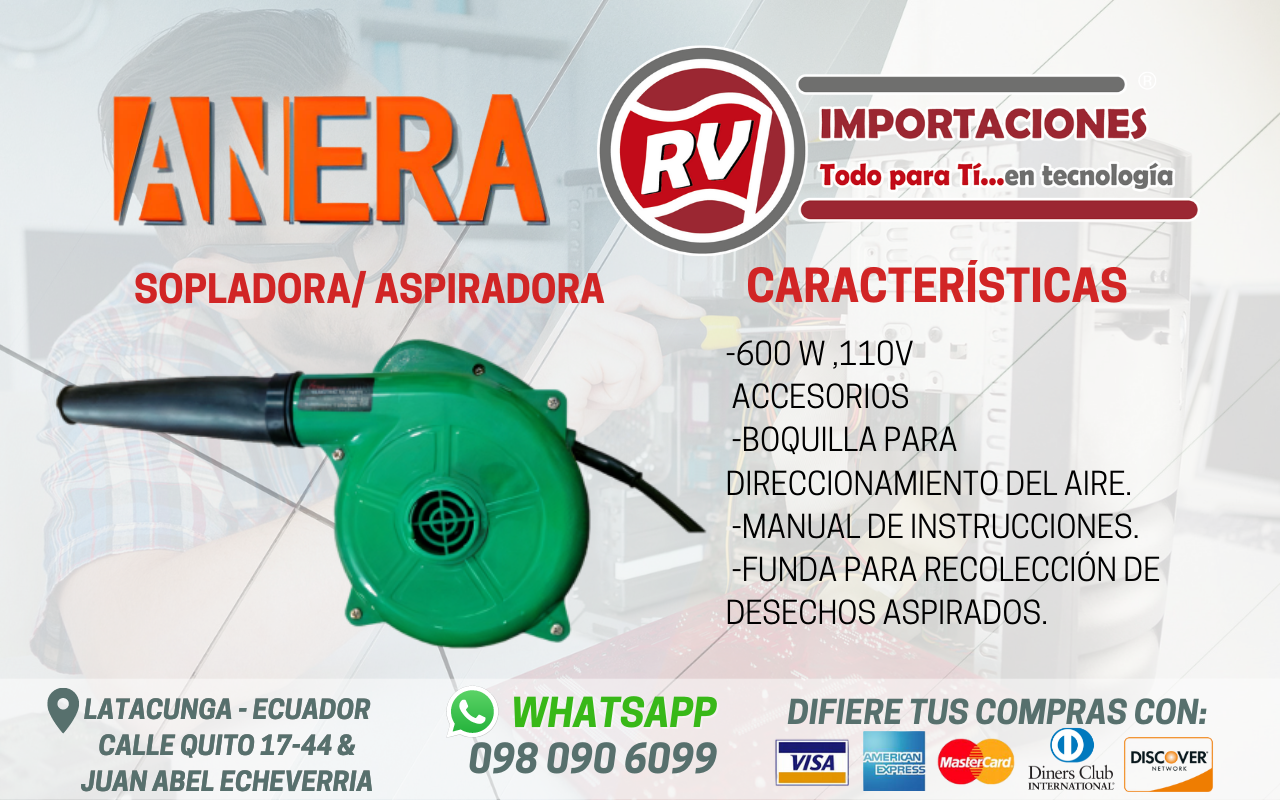 ANERA
RV
®
IMPORTACIONES
Todo para Tí...en tecnología
SOPLADORA/ ASPIRADORA
CARACTERÍSTICAS
-600 W ,110V
ACCESORIOS
-BOQUILLA PARA
DIRECCIONAMIENTO DEL AIRE.
-MANUAL DE INSTRUCCIONES.
-FUNDA PARA RECOLECCIÓN DE
DESECHOS ASPIRADOS.
LATACUNGA - ECUADOR
CALLE QUITO 17-44 &
JUAN ABEL ECHEVERRIA
WHATSAPP
098 090 6099
DIFIERE TUS COMPRAS CON:
VISA
AMERICAN
EXPRESS
MasterCard
Diners Club
INTERNATIONAL
DISCOVER
NETWORK